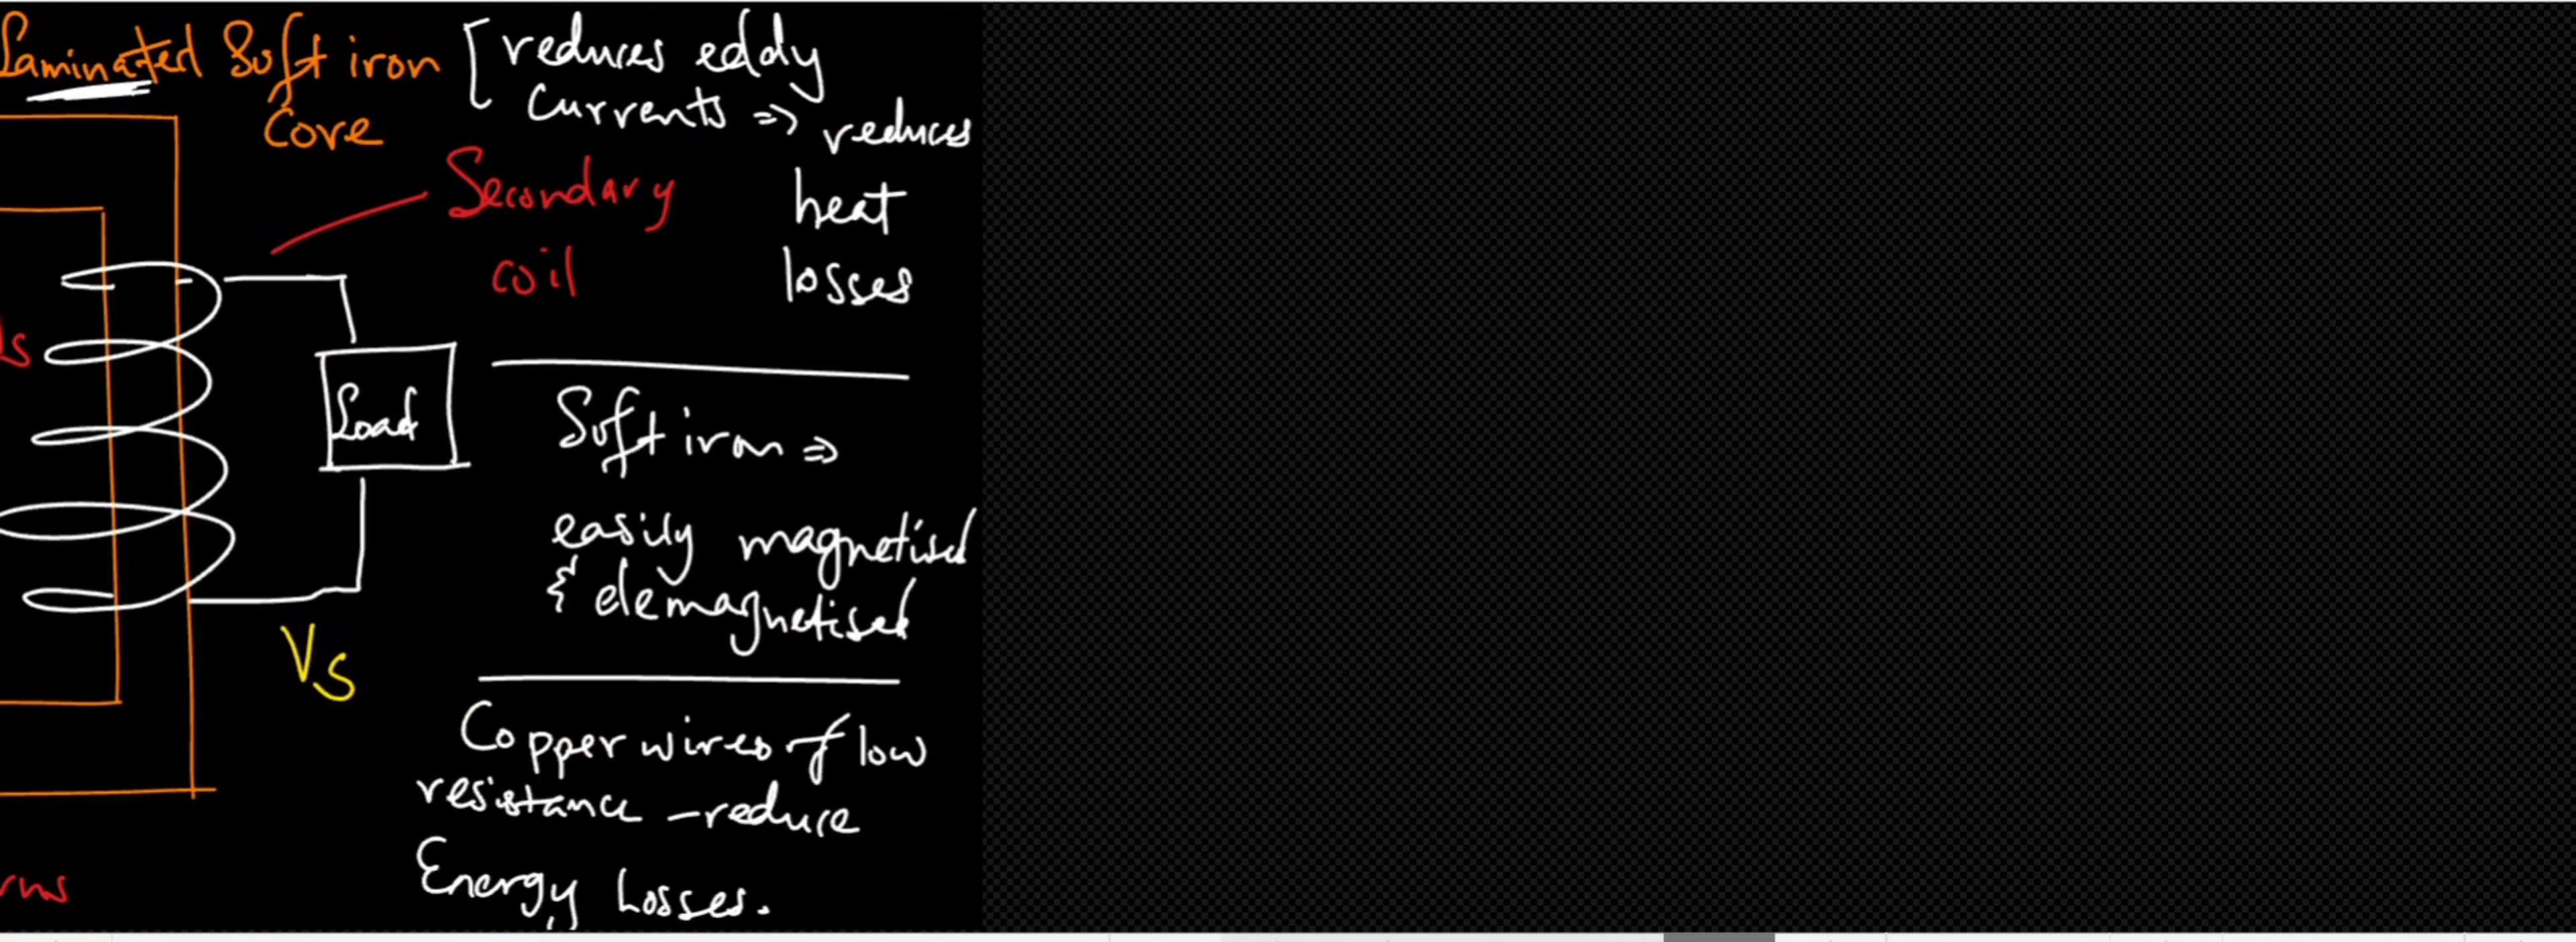 Laminated Soft iron
Core
[ reduces eddy
currents => reduces
heat
losses
Secondary
coil
Load
Vs
Soft iron =>
easily magnetised
& demagnetised
Copper wires of low
resistance - reduce
Energy Losses.